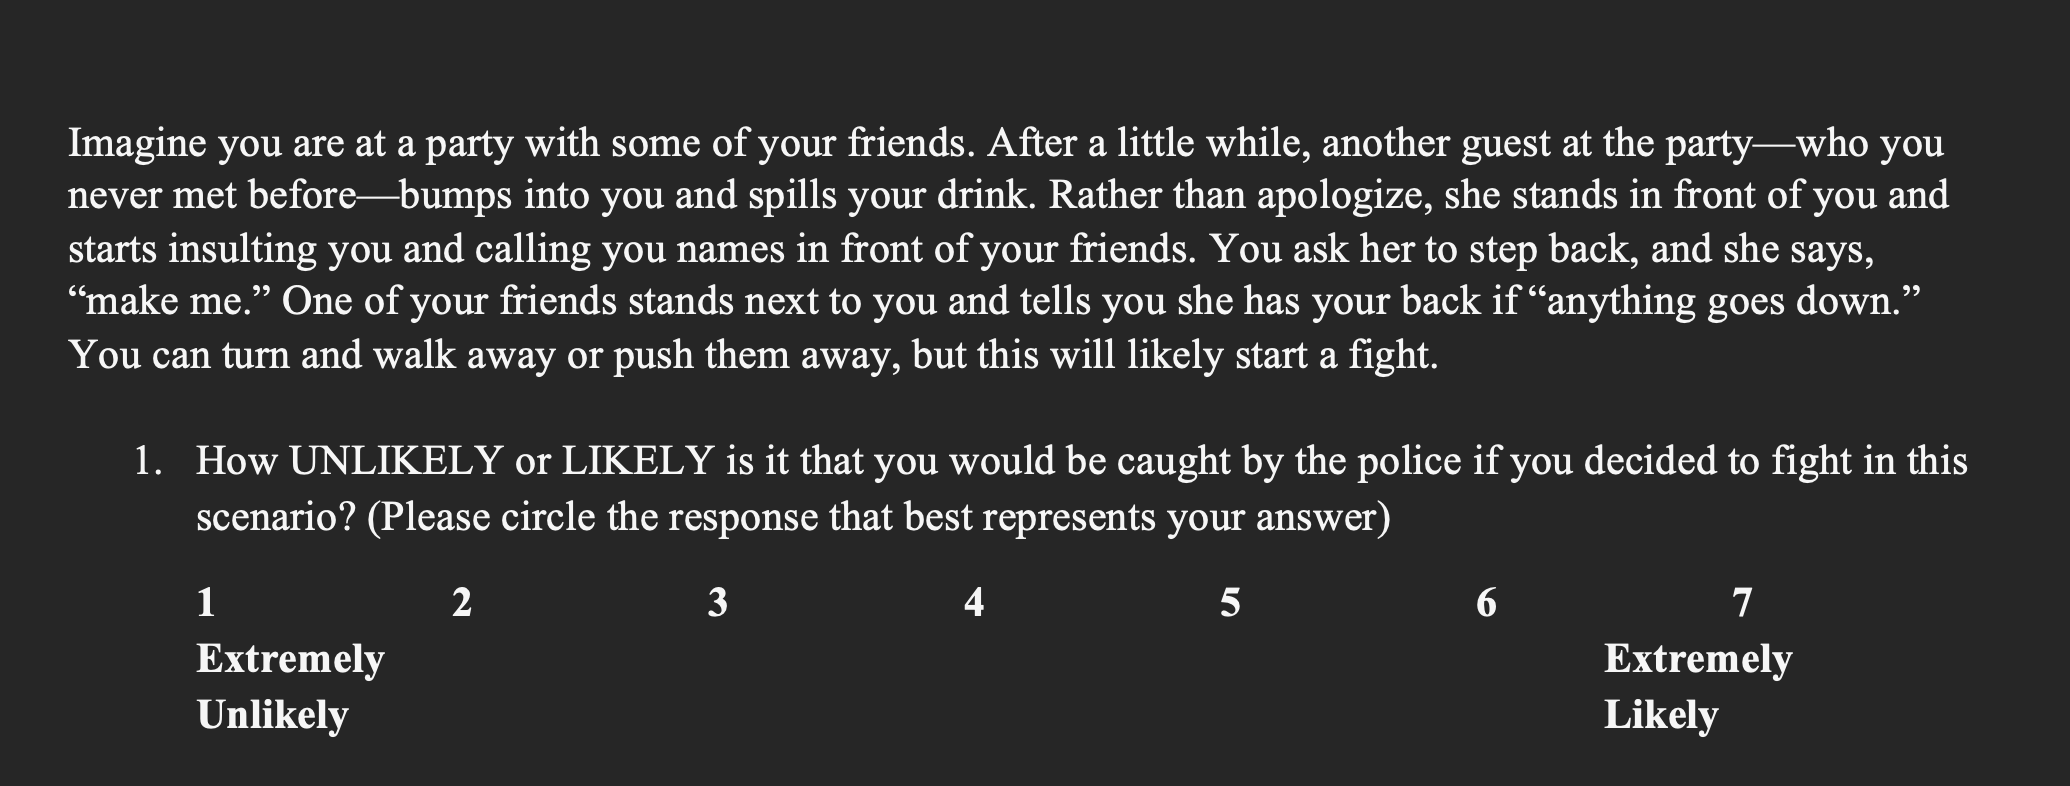 Imagine you are at a party with some of your friends. After a little while, another guest at the party—who you
never met before—bumps into you and spills your drink. Rather than apologize, she stands in front of you and
starts insulting you and calling you names in front of your friends. You ask her to step back, and she says,
“make me.” One of your friends stands next to you and tells you she has your back if “anything goes down.”
You can turn and walk away or push them away, but this will likely start a fight.
1. How UNLIKELY or LIKELY is it that you would be caught by the police if you decided to fight in this
scenario? (Please circle the response that best represents your answer)
1 2 3 4 5 6 7
Extremely Extremely
Unlikely Likely